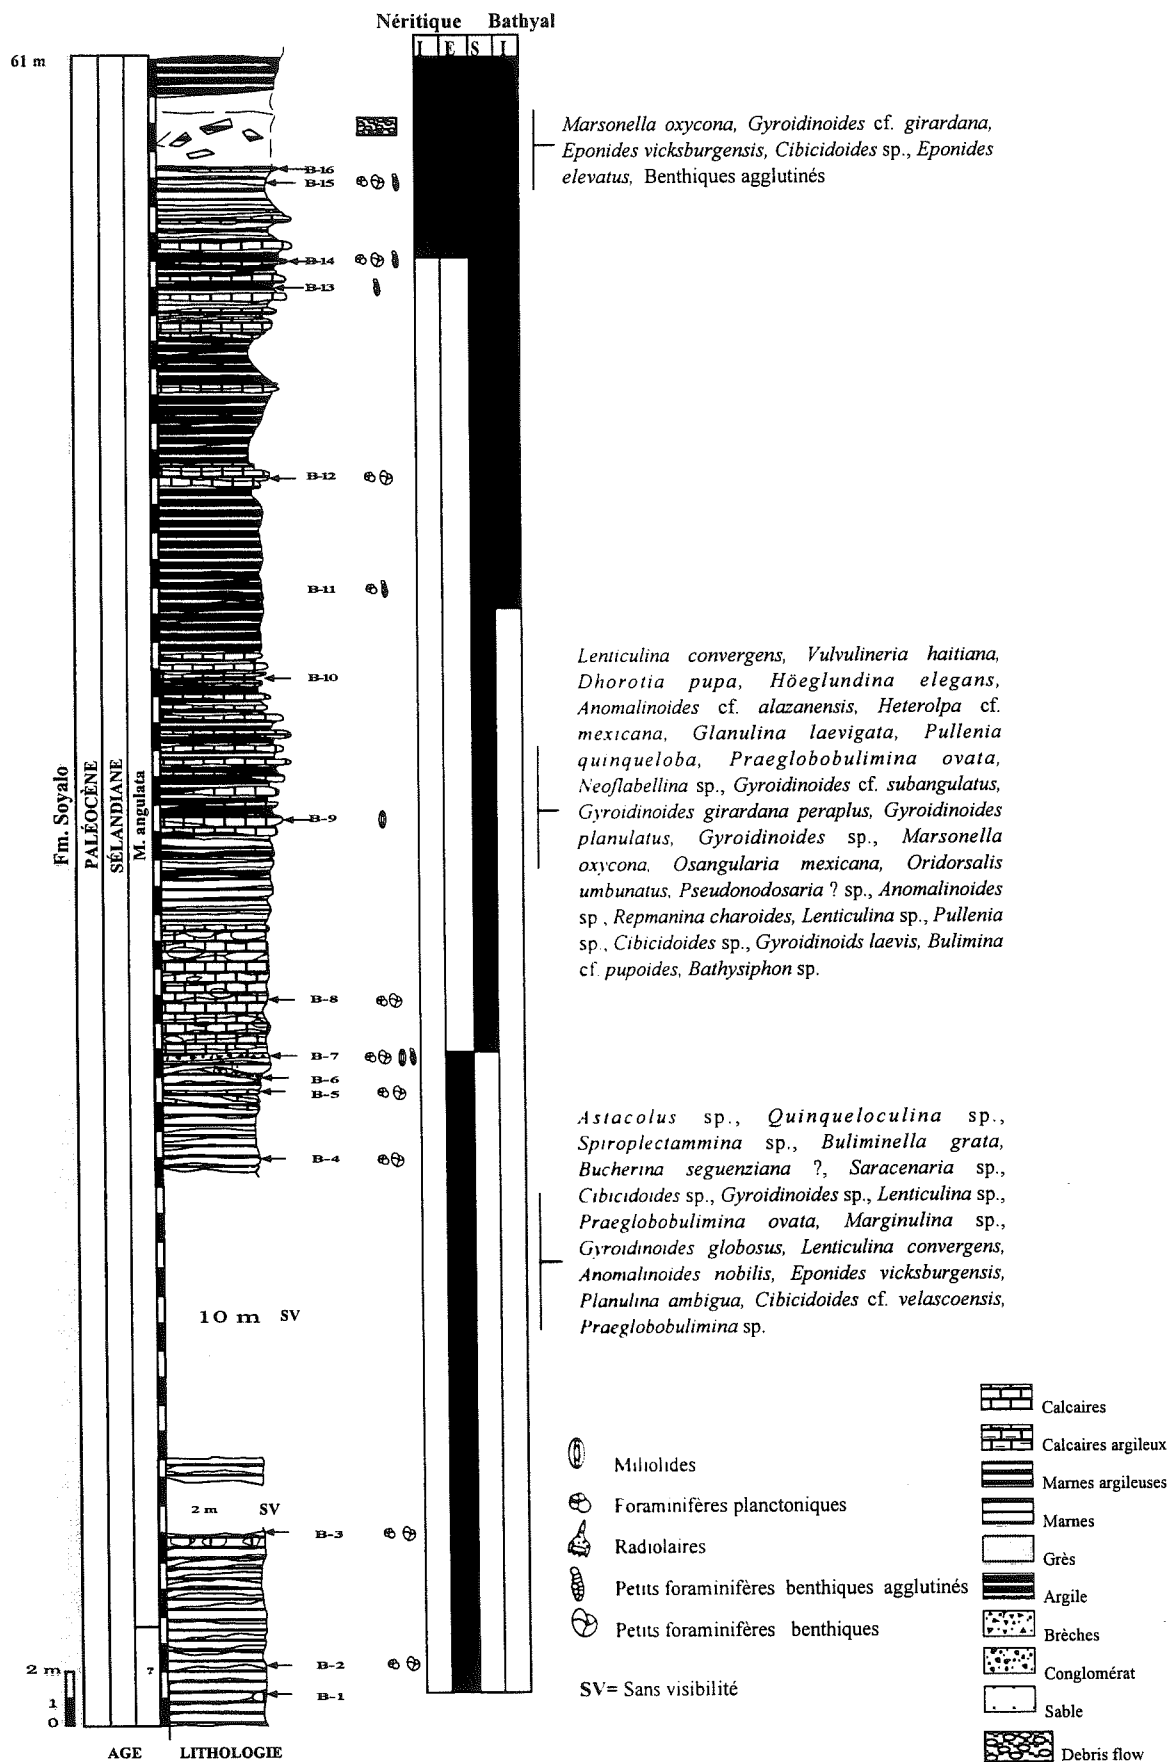 Néritique Bathyal
I E S I
61 m
Marsonella oxycona, Gyroidinoides cf. girardana,
Eponides vicksburgensis, Cibicidoides sp., Eponides
elevatus, Benthiques agglutinés
B-16
B-15
B-14
B-13
B-12
B-11
B-10
B-9
B-8
B-7
B-6
B-5
B-4
Fm. Soyalo
PALÉOCÈNE
SÉLANDIANE
M. angulata
Lenticulina convergens, Vulvulineria haitiana,
Dhorotia pupa, Höeglundina elegans,
Anomalinoides cf. alazanensis, Heterolpa cf.
mexicana, Glanulina laevigata, Pullenia
quinqueloba, Praeglobobulimina ovata,
Neoflabellina sp., Gyroidinoides cf. subangulatus,
Gyroidinoides girardana peraplus, Gyroidinoides
planulatus, Gyroidinoides sp., Marsonella
oxycona, Osangularia mexicana, Oridorsalis
umbunatus, Pseudonodosaria ? sp., Anomalinoides
sp., Repmanina charoides, Lenticulina sp., Pullenia
sp., Cibicidoides sp., Gyroidinoids laevis, Bulimina
cf. pupoides, Bathysiphon sp.
Astacolus sp., Quinqueloculina sp.,
Spiroplectammina sp., Buliminella grata,
Bucherina seguenziana ?, Saracenaria sp.,
Cibicidoides sp., Gyroidinoides sp., Lenticulina sp.,
Praeglobobulimina ovata, Marginulina sp.,
Gyroidinoides globosus, Lenticulina convergens,
Anomalinoides nobilis, Eponides vicksburgensis,
Planulina ambigua, Cibicidoides cf. velascoensis,
Praeglobobulimina sp.
10 m SV
2 m SV
B-3
B-2
B-1
?
2 m
1
0
AGE LITHOLOGIE
Miliolides
Foraminifères planctoniques
Radiolaires
Petits foraminifères benthiques agglutinés
Petits foraminifères benthiques
SV= Sans visibilité
Calcaires
Calcaires argileux
Marnes argileuses
Marnes
Grès
Argile
Brèches
Conglomérat
Sable
Debris flow